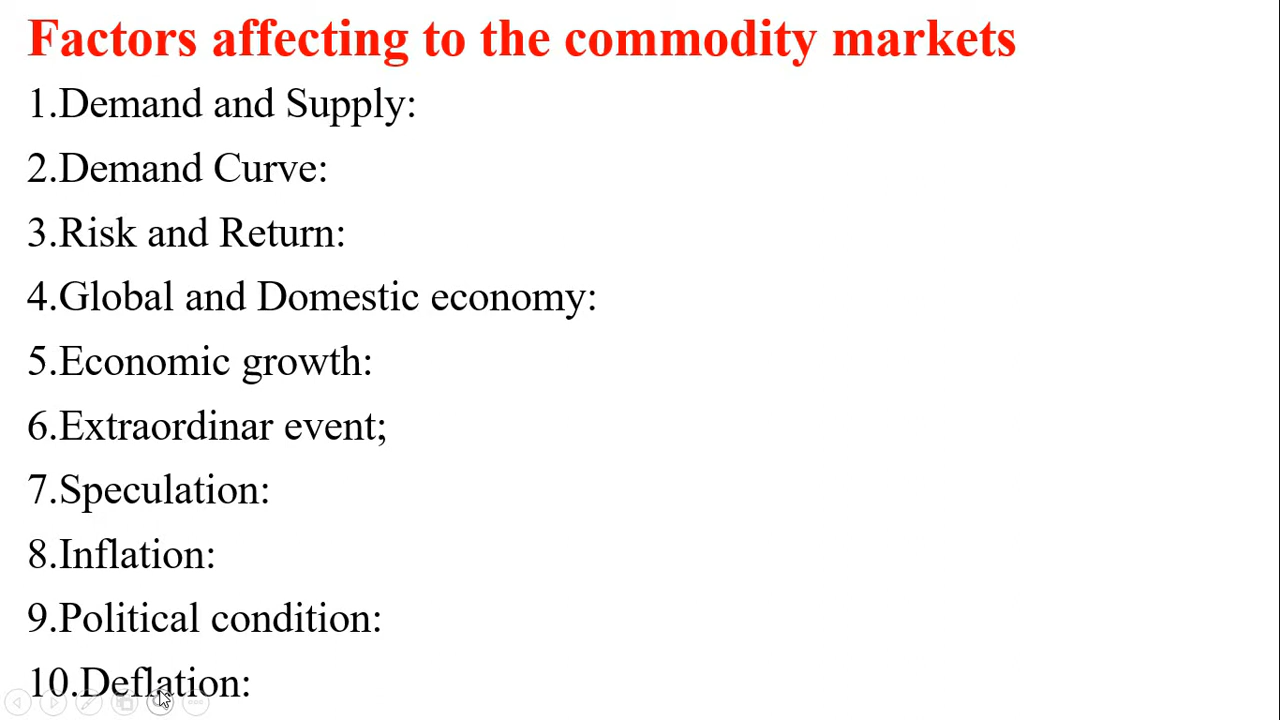 Factors affecting to the commodity markets
1.Demand and Supply:
2.Demand Curve:
3.Risk and Return:
4.Global and Domestic economy:
5.Economic growth:
6.Extraordinar event;
7.Speculation:
8.Inflation:
9.Political condition:
10.Deflation: